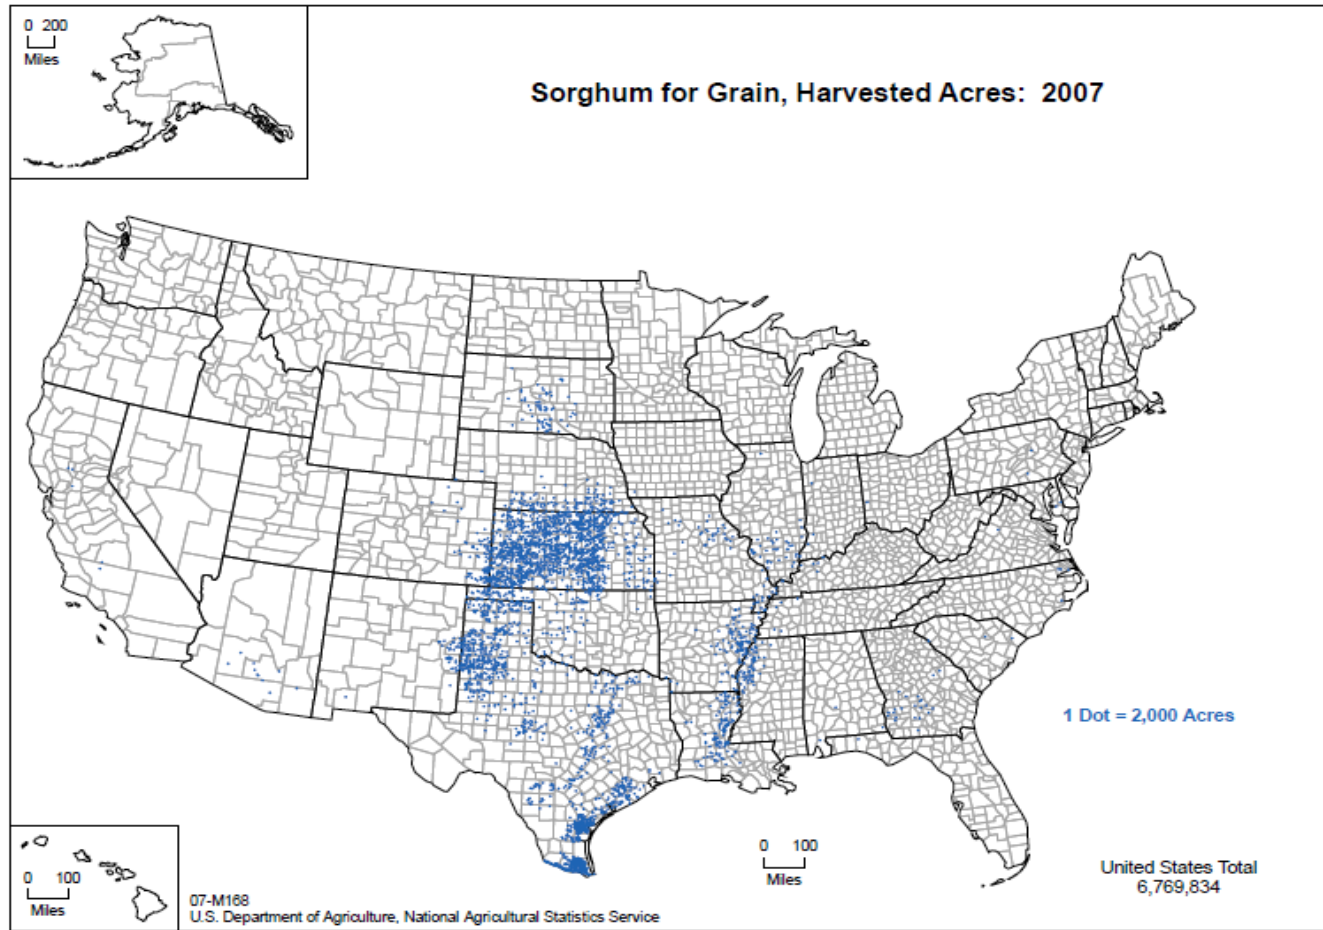 0 200
Miles
Sorghum for Grain, Harvested Acres: 2007
1 Dot = 2,000 Acres
0 100
Miles
0 100
Miles
United States Total
6,769,834
07-M168
U.S. Department of Agriculture, National Agricultural Statistics Service